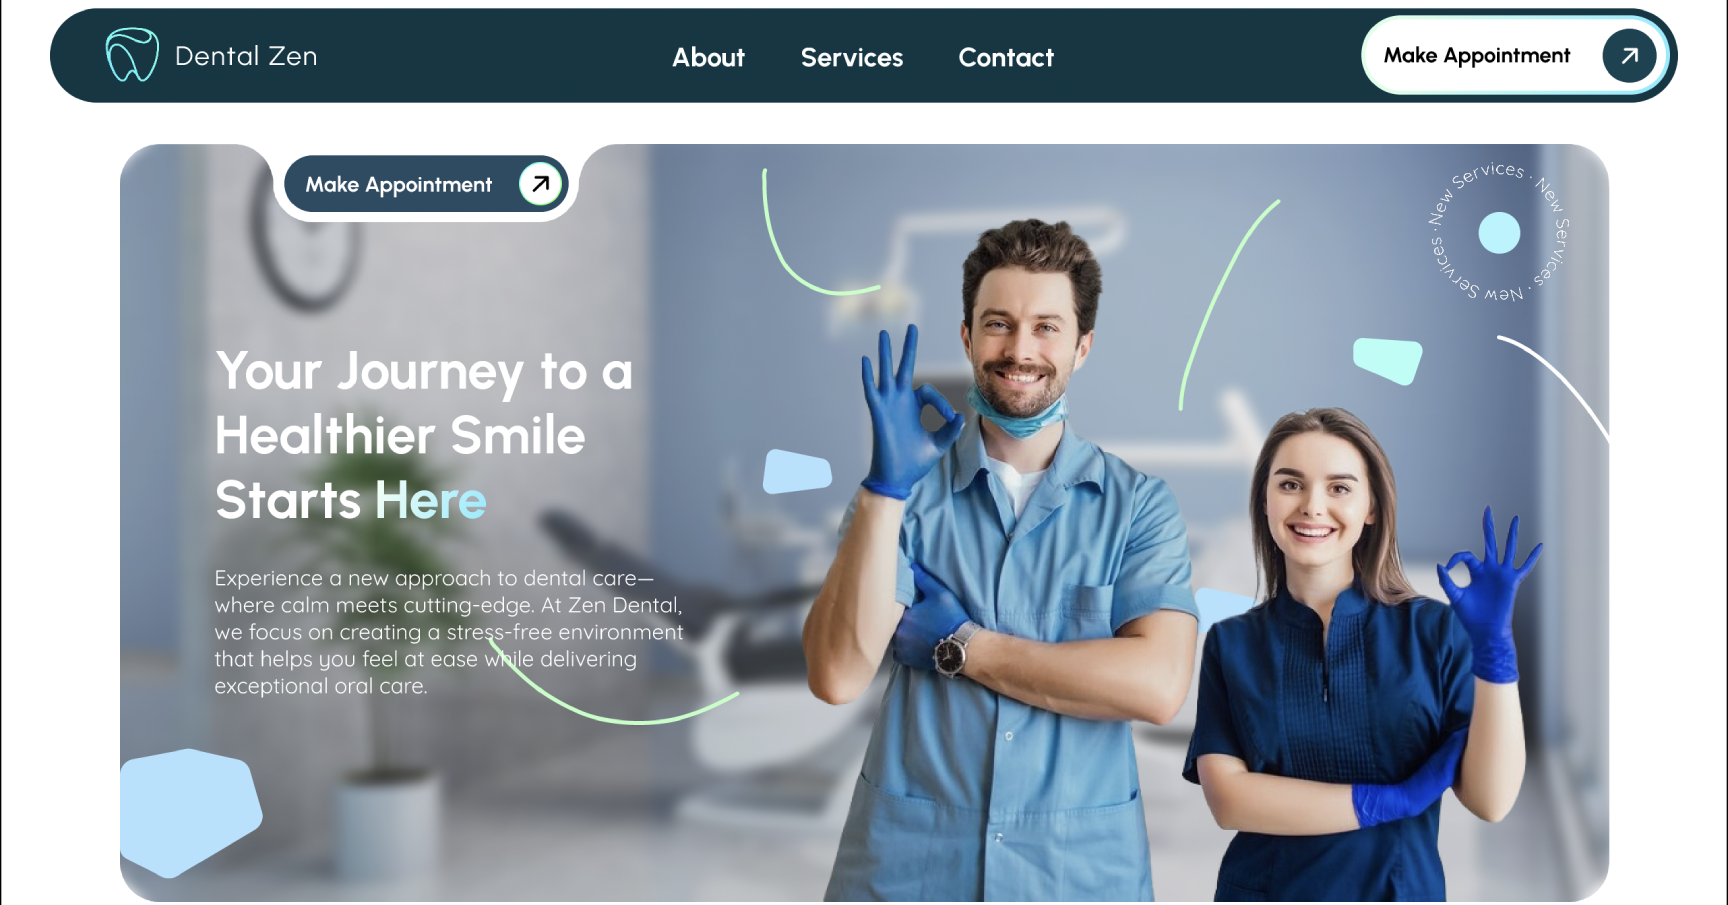 Dental Zen
About
Services
Contact
Make Appointment
Make Appointment
New Services · New Services · New Services ·
Your Journey to a
Healthier Smile
Starts Here
Experience a new approach to dental care—
where calm meets cutting-edge. At Zen Dental,
we focus on creating a stress-free environment
that helps you feel at ease while delivering
exceptional oral care.